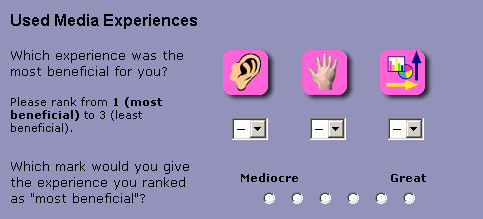 Used Media Experiences
Which experience was the
most beneficial for you?
Please rank from 1 (most
beneficial) to 3 (least
beneficial).
– – –
Which mark would you give
the experience you ranked
as "most beneficial"?
Mediocre Great